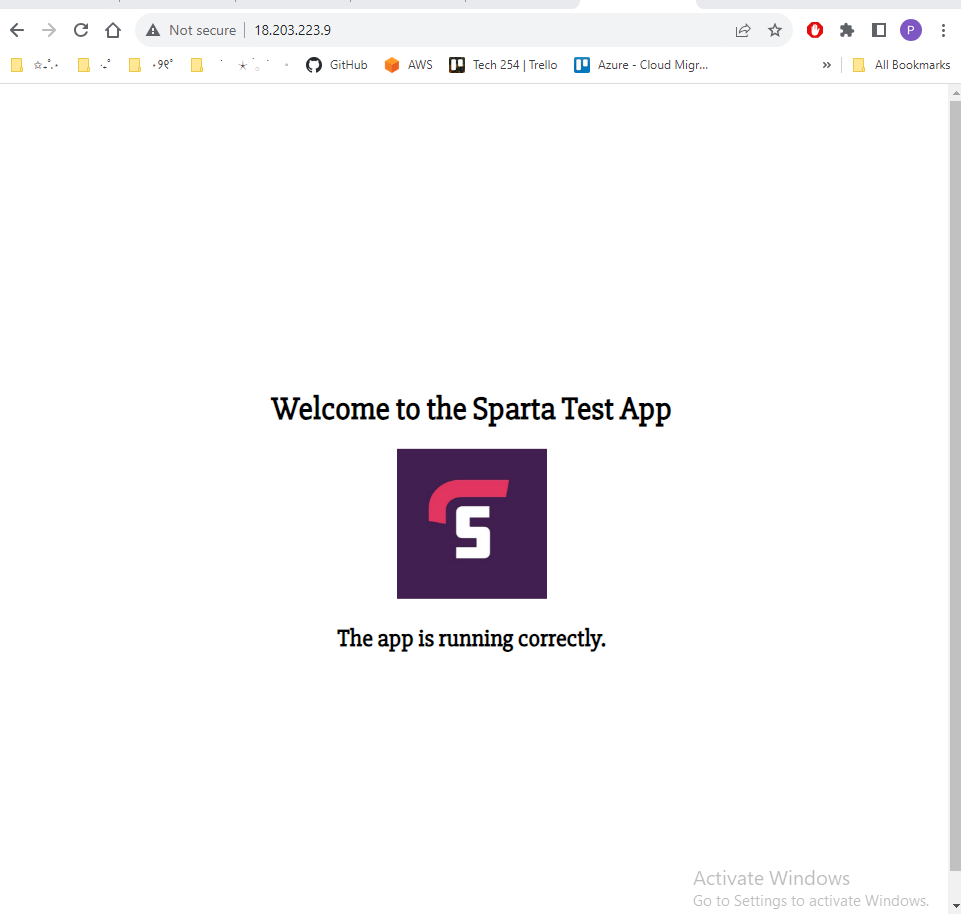 Not secure 18.203.223.9 P
GitHub AWS Tech 254 | Trello Azure - Cloud Migr... » All Bookmarks
Welcome to the Sparta Test App
S
The app is running correctly.
Activate Windows
Go to Settings to activate Windows.